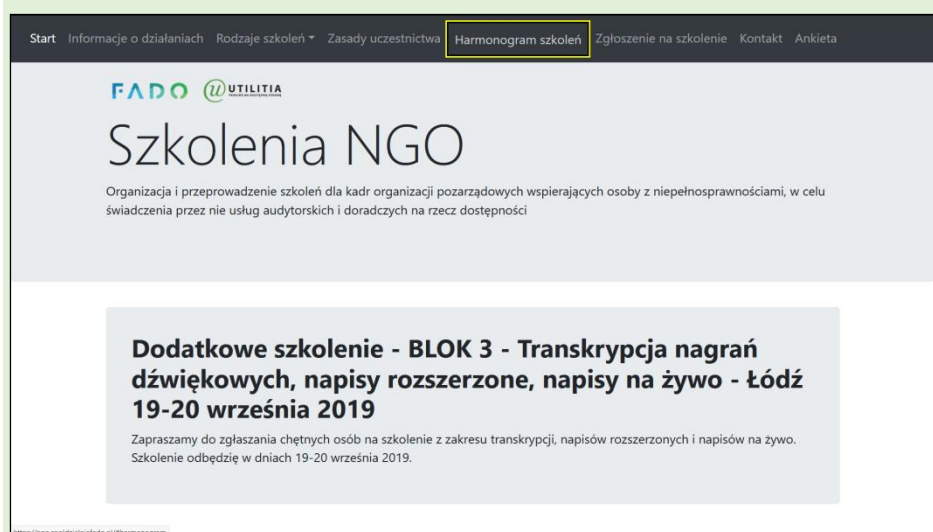 Start Informacje o działaniach Rodzaje szkoleń Zasady uczestnictwa Harmonogram szkoleń Zgłoszenie na szkolenie Kontakt Ankieta
FADO UTILITIA
Szkolenia NGO
Organizacja i przeprowadzenie szkoleń dla kadr organizacji pozarządowych wspierających osoby z niepełnosprawnościami, w celu
świadczenia przez nie usług audytorskich i doradczych na rzecz dostępności
Dodatkowe szkolenie - BLOK 3 - Transkrypcja nagrań
dźwiękowych, napisy rozszerzone, napisy na żywo - Łódź
19-20 września 2019
Zapraszamy do zgłaszania chętnych osób na szkolenie z zakresu transkrypcji, napisów rozszerzonych i napisów na żywo.
Szkolenie odbędzię w dniach 19-20 września 2019.